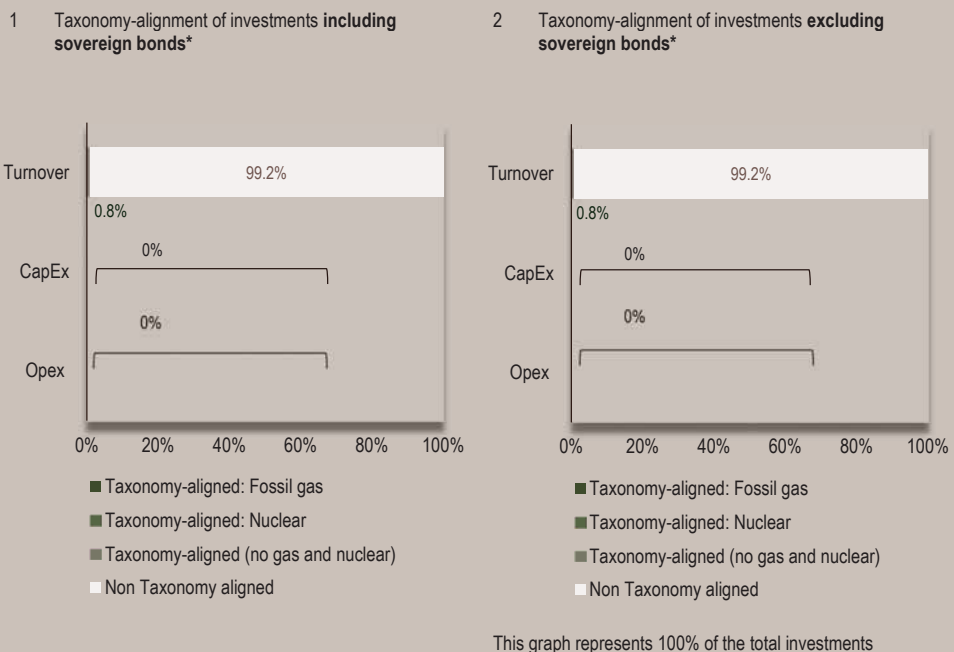 1 Taxonomy-alignment of investments including
sovereign bonds*
Turnover
99.2%
0.8%
0%
CapEx
0%
Opex
0% 20% 40% 60% 80% 100%
Taxonomy-aligned: Fossil gas
Taxonomy-aligned: Nuclear
Taxonomy-aligned (no gas and nuclear)
Non Taxonomy aligned
2 Taxonomy-alignment of investments excluding
sovereign bonds*
Turnover
99.2%
0.8%
0%
CapEx
0%
Opex
0% 20% 40% 60% 80% 100%
Taxonomy-aligned: Fossil gas
Taxonomy-aligned: Nuclear
Taxonomy-aligned (no gas and nuclear)
Non Taxonomy aligned
This graph represents 100% of the total investments